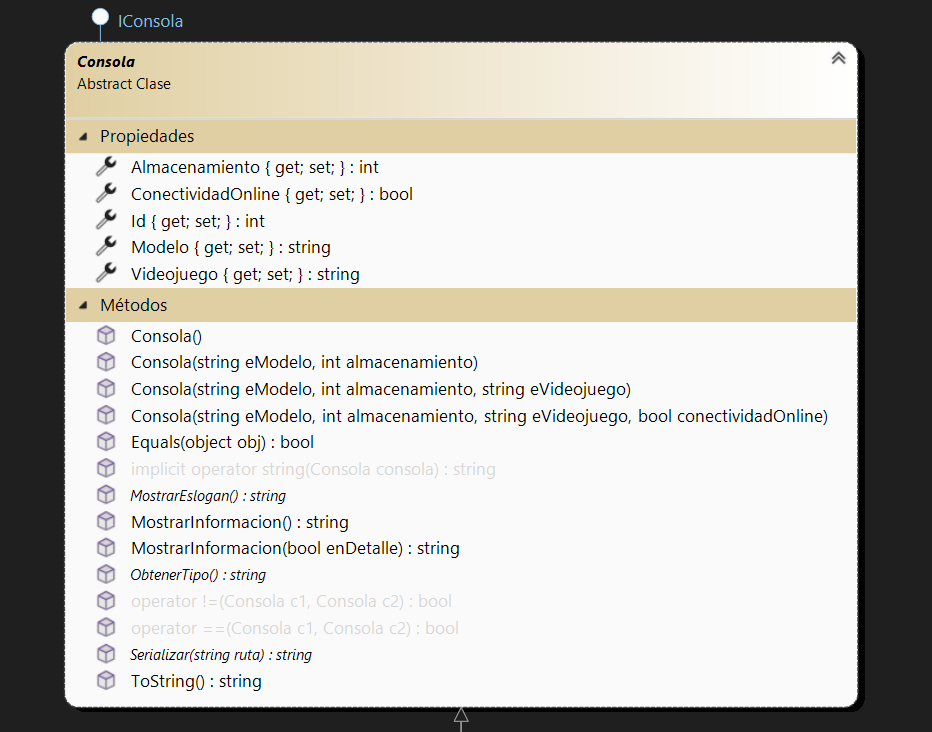 IConsola
Consola
Abstract Clase
Propiedades
Almacenamiento { get; set; } : int
ConectividadOnline { get; set; } : bool
Id { get; set; } : int
Modelo { get; set; } : string
Videojuego { get; set; } : string
Métodos
Consola()
Consola(string eModelo, int almacenamiento)
Consola(string eModelo, int almacenamiento, string eVideojuego)
Consola(string eModelo, int almacenamiento, string eVideojuego, bool conectividadOnline)
Equals(object obj) : bool
implicit operator string(Consola consola) : string
MostrarEslogan() : string
MostrarInformacion() : string
MostrarInformacion(bool enDetalle) : string
ObtenerTipo() : string
operator !=(Consola c1, Consola c2) : bool
operator ==(Consola c1, Consola c2) : bool
Serializar(string ruta) : string
ToString() : string